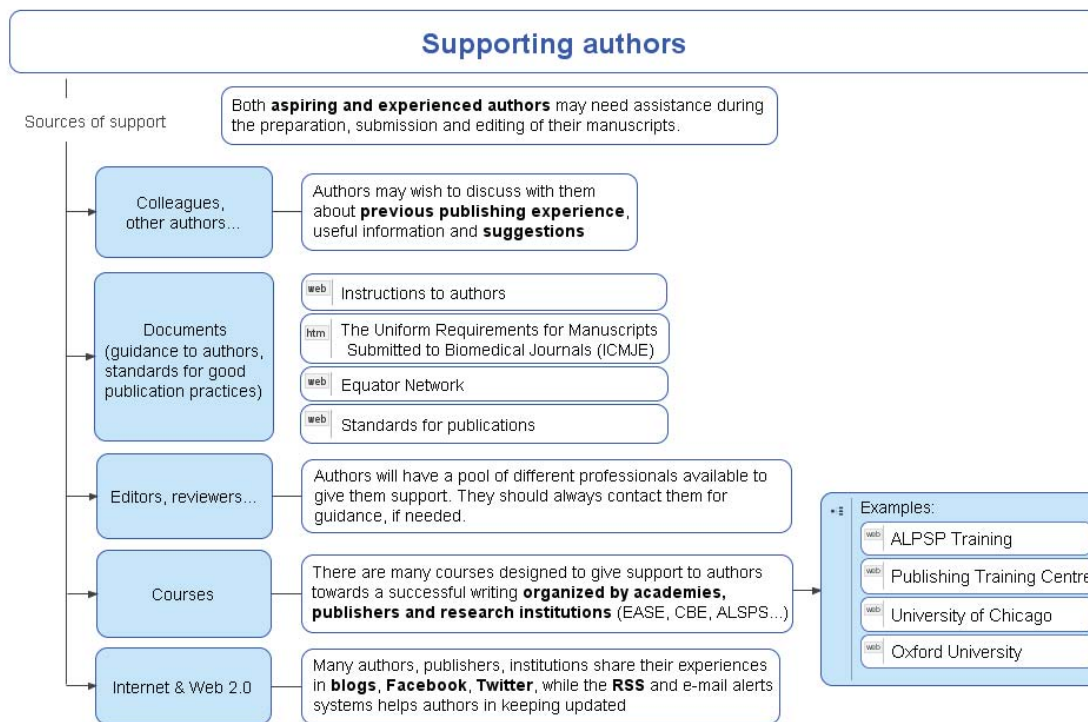 Supporting authors
Sources of support
Both aspiring and experienced authors may need assistance during
the preparation, submission and editing of their manuscripts.
Colleagues,
other authors...
Authors may wish to discuss with them
about previous publishing experience,
useful information and suggestions
Documents
(guidance to authors,
standards for good
publication practices)
web Instructions to authors
htm The Uniform Requirements for Manuscripts
Submitted to Biomedical Journals (ICMJE)
web Equator Network
web Standards for publications
Editors, reviewers...
Authors will have a pool of different professionals available to
give them support. They should always contact them for
guidance, if needed.
Courses
There are many courses designed to give support to authors
towards a successful writing organized by academies,
publishers and research institutions (EASE, CBE, ALSPS...)
Examples:
web ALPSP Training
web Publishing Training Centre
web University of Chicago
web Oxford University
Internet & Web 2.0
Many authors, publishers, institutions share their experiences
in blogs, Facebook, Twitter, while the RSS and e-mail alerts
systems helps authors in keeping updated